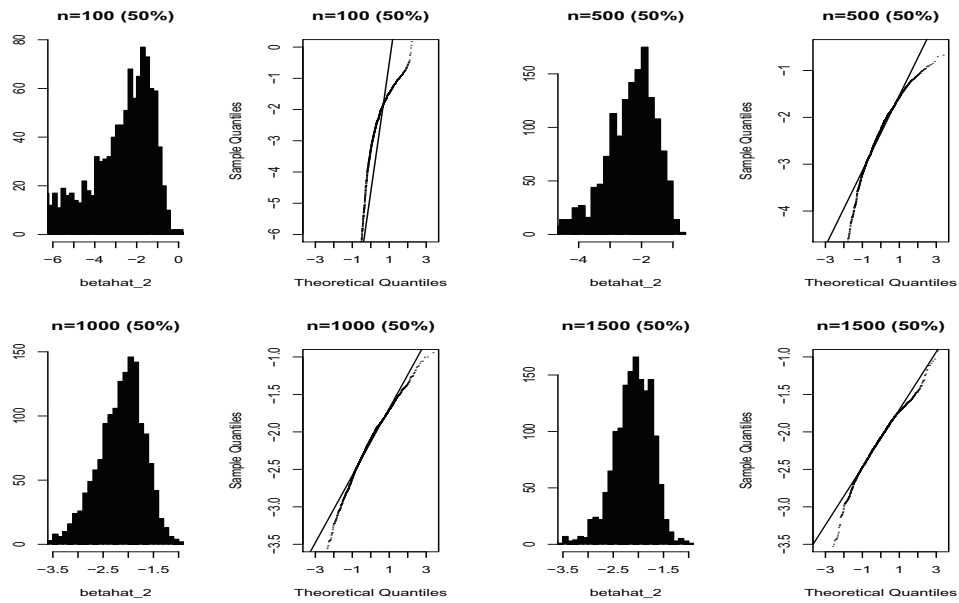 n=100 (50%)
0 20 40 60 80
−6 −4 −2 0
betahat_2
n=100 (50%)
Sample Quantiles
−6 −5 −4 −3 −2 −1 0
−3 −1 1 3
Theoretical Quantiles
n=500 (50%)
0 50 100 150
−4 −2
betahat_2
n=500 (50%)
Sample Quantiles
−4 −3 −2 −1
−3 −1 1 3
Theoretical Quantiles
n=1000 (50%)
0 50 100 150
−3.5 −2.5 −1.5
betahat_2
n=1000 (50%)
Sample Quantiles
−3.5 −3.0 −2.5 −2.0 −1.5 −1.0
−3 −1 1 3
Theoretical Quantiles
n=1500 (50%)
0 50 100 150
−3.5 −2.5 −1.5
betahat_2
n=1500 (50%)
Sample Quantiles
−3.5 −3.0 −2.5 −2.0 −1.5 −1.0
−3 −1 1 3
Theoretical Quantiles